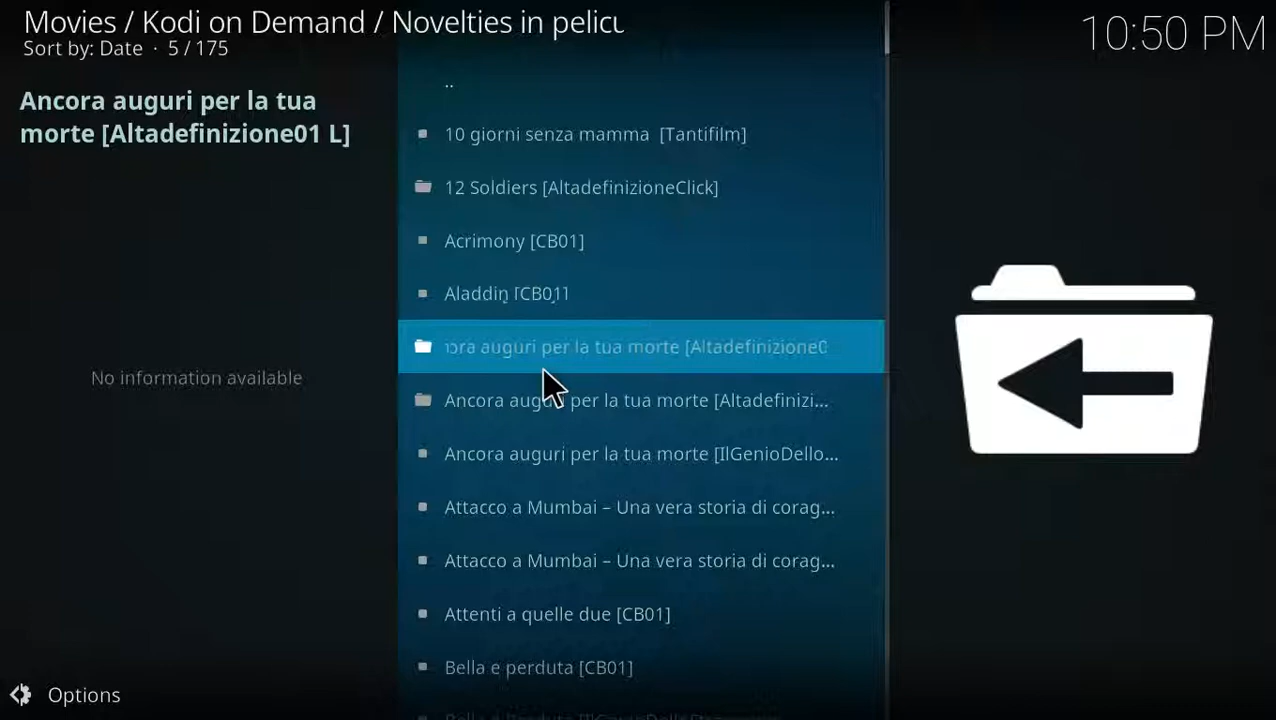 Movies / Kodi on Demand / Novelties in pelicu
Sort by: Date · 5 / 175
10:50 PM
Ancora auguri per la tua
morte [Altadefinizione01 L]
No information available
..
10 giorni senza mamma [Tantifilm]
12 Soldiers [AltadefinizioneClick]
Acrimony [CB01]
Aladdin [CB01]
ora auguri per la tua morte [Altadefinizione0
Ancora auguri per la tua morte [Altadefinizi...
Ancora auguri per la tua morte [IlGenioDello...
Attacco a Mumbai – Una vera storia di corag...
Attacco a Mumbai – Una vera storia di corag...
Attenti a quelle due [CB01]
Bella e perduta [CB01]
Options